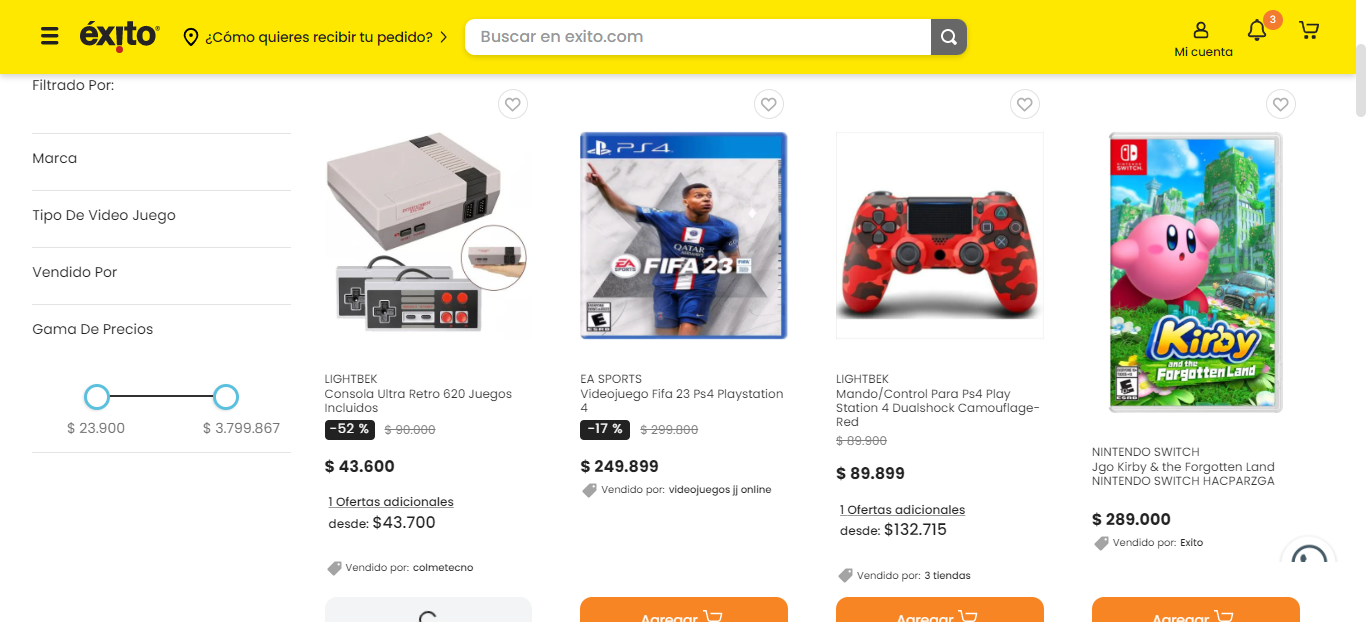 éxito
¿Cómo quieres recibir tu pedido?
Buscar en exito.com
3
Mi cuenta
Filtrado Por:
Marca
Tipo De Video Juego
Vendido Por
Gama De Precios
$ 23.900
$ 3.799.867
LIGHTBEK
Consola Ultra Retro 620 Juegos
Incluidos
-52 % $ 90.000
$ 43.600
1 Ofertas adicionales
desde: $43.700
Vendido por: colmetecno
PS4
QATAR
AIRWAYS
EA
SPORTS
FIFA 23
E
ESRB
EA SPORTS
Videojuego Fifa 23 Ps4 Playstation
4
-17 % $ 299.800
$ 249.899
Vendido por: videojuegos jj online
Agregar
LIGHTBEK
Mando/Control Para Ps4 Play
Station 4 Dualshock Camouflage-
Red
$ 89.900
$ 89.899
1 Ofertas adicionales
desde: $132.715
Vendido por: 3 tiendas
Agregar
NINTENDO
SWITCH
Kirby
and the
Forgotten Land
E
ESRB
NINTENDO SWITCH
Jgo Kirby & the Forgotten Land
NINTENDO SWITCH HACPARZGA
$ 289.000
Vendido por: Exito
Agregar